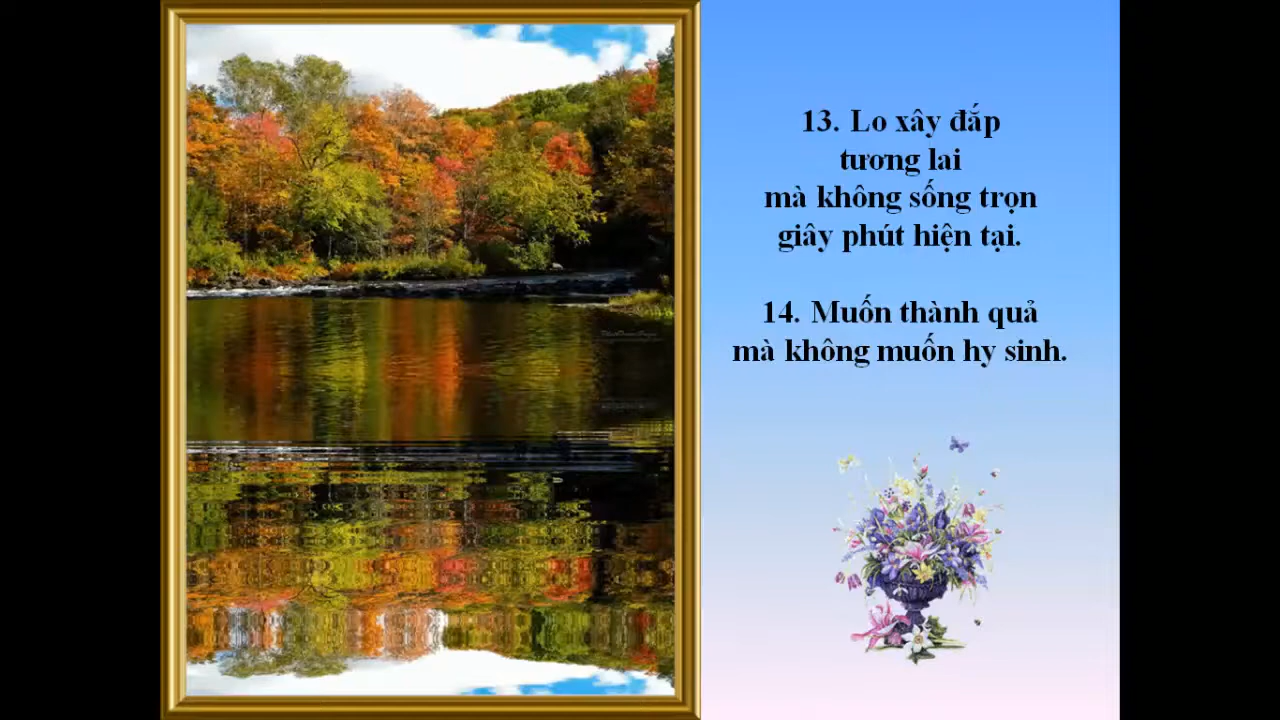 13. Lo xây đắp
tương lai
mà không sống trọn
giây phút hiện tại.
14. Muốn thành quả
mà không muốn hy sinh.